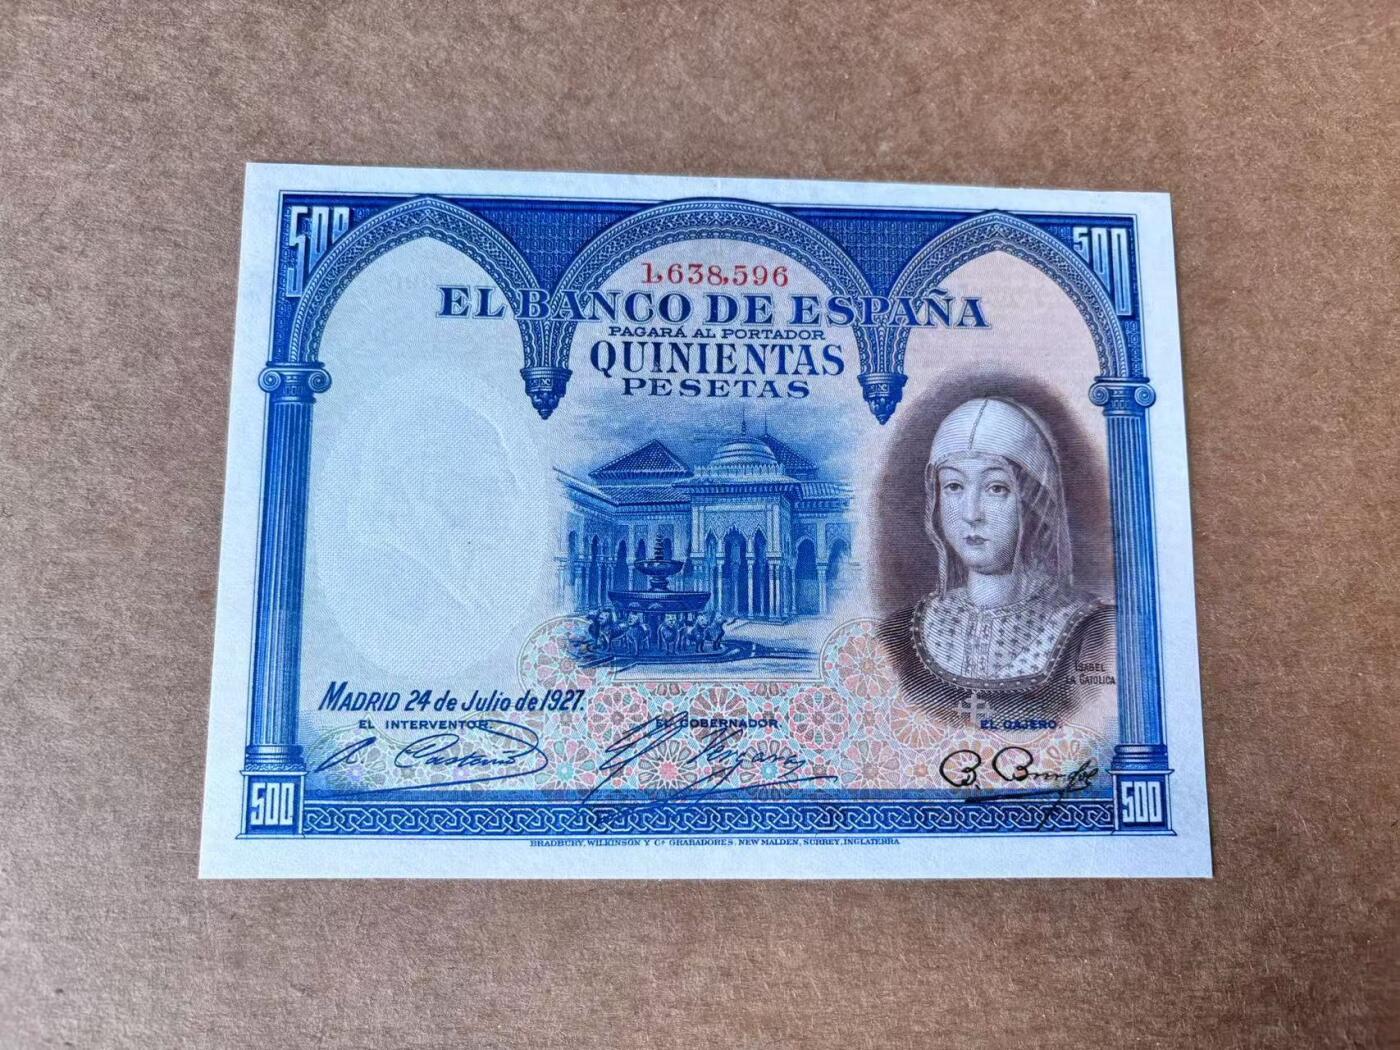 500
500
1,638,596
EL BANCO DE ESPAÑA
PAGARÁ AL PORTADOR
QUINIENTAS
PESETAS
ISABEL
LA CATOLICA
MADRID 24 de Julio de 1927.
EL INTERVENTOR.
EL GOBERNADOR.
EL CAJERO.
500
500
BRADBURY, WILKINSON Y Cª GRABADORES. NEW MALDEN, SURREY, INGLATERRA